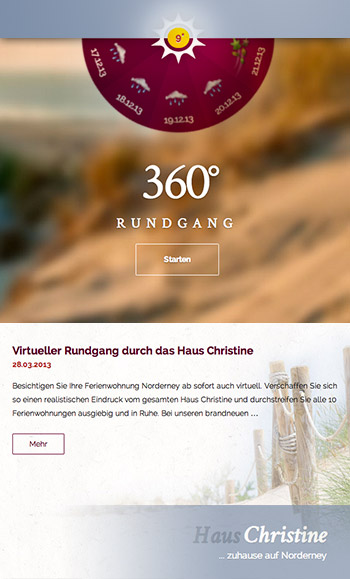 9°
17.12.13
18.12.13
19.12.13
20.12.13
21.12.13
360°
RUNDGANG
Starten
Virtueller Rundgang durch das Haus Christine
28.03.2013
Besichtigen Sie Ihre Ferienwohnung Norderney ab sofort auch virtuell. Verschaffen Sie sich
so einen realistischen Eindruck vom gesamten Haus Christine und durchstreifen Sie alle 10
Ferienwohnungen ausgiebig und in Ruhe. Bei unseren brandneuen ...
Mehr
Haus Christine
... zuhause auf Norderney